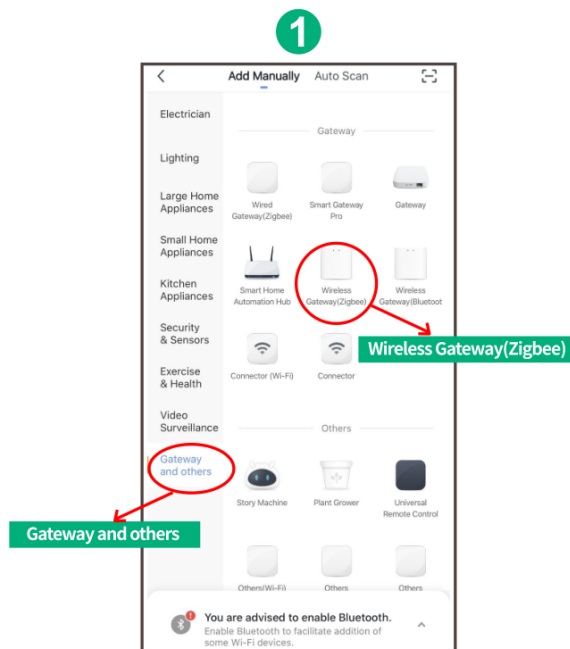 1
Add Manually Auto Scan
Electrician
Lighting
Large Home
Appliances
Small Home
Appliances
Kitchen
Appliances
Security
& Sensors
Exercise
& Health
Video
Surveillance
Gateway
and others
Gateway
Wired
Gateway(Zigbee)
Smart Gateway
Pro
Gateway
Smart Home
Automation Hub
Wireless
Gateway(Zigbee)
Wireless
Gateway(Bluetoot
Connector (Wi-Fi)
Connector
Wireless Gateway(Zigbee)
Others
Story Machine
Plant Grower
Universal
Remote Control
Gateway and others
Others(Wi-Fi)
Others
Others
You are advised to enable Bluetooth.
Enable Bluetooth to facilitate addition of
some Wi-Fi devices.